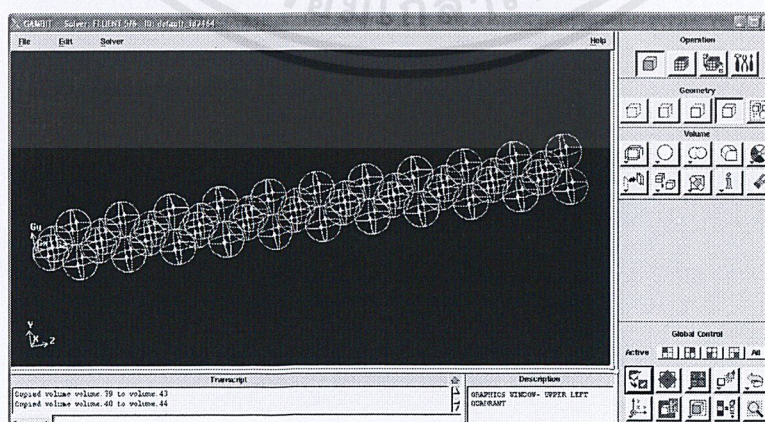 GAMBIT Solver: FLUENT 5/6 ID: default_id2464
File Edit Solver Help
Operation
Geometry
Volume
Gy
Y
X Z
Global Control
Active All
Transcript
Description
Copied volume volume.39 to volume.43
Copied volume volume.40 to volume.44
GRAPHICS WINDOW- UPPER LEFT
QUADRANT